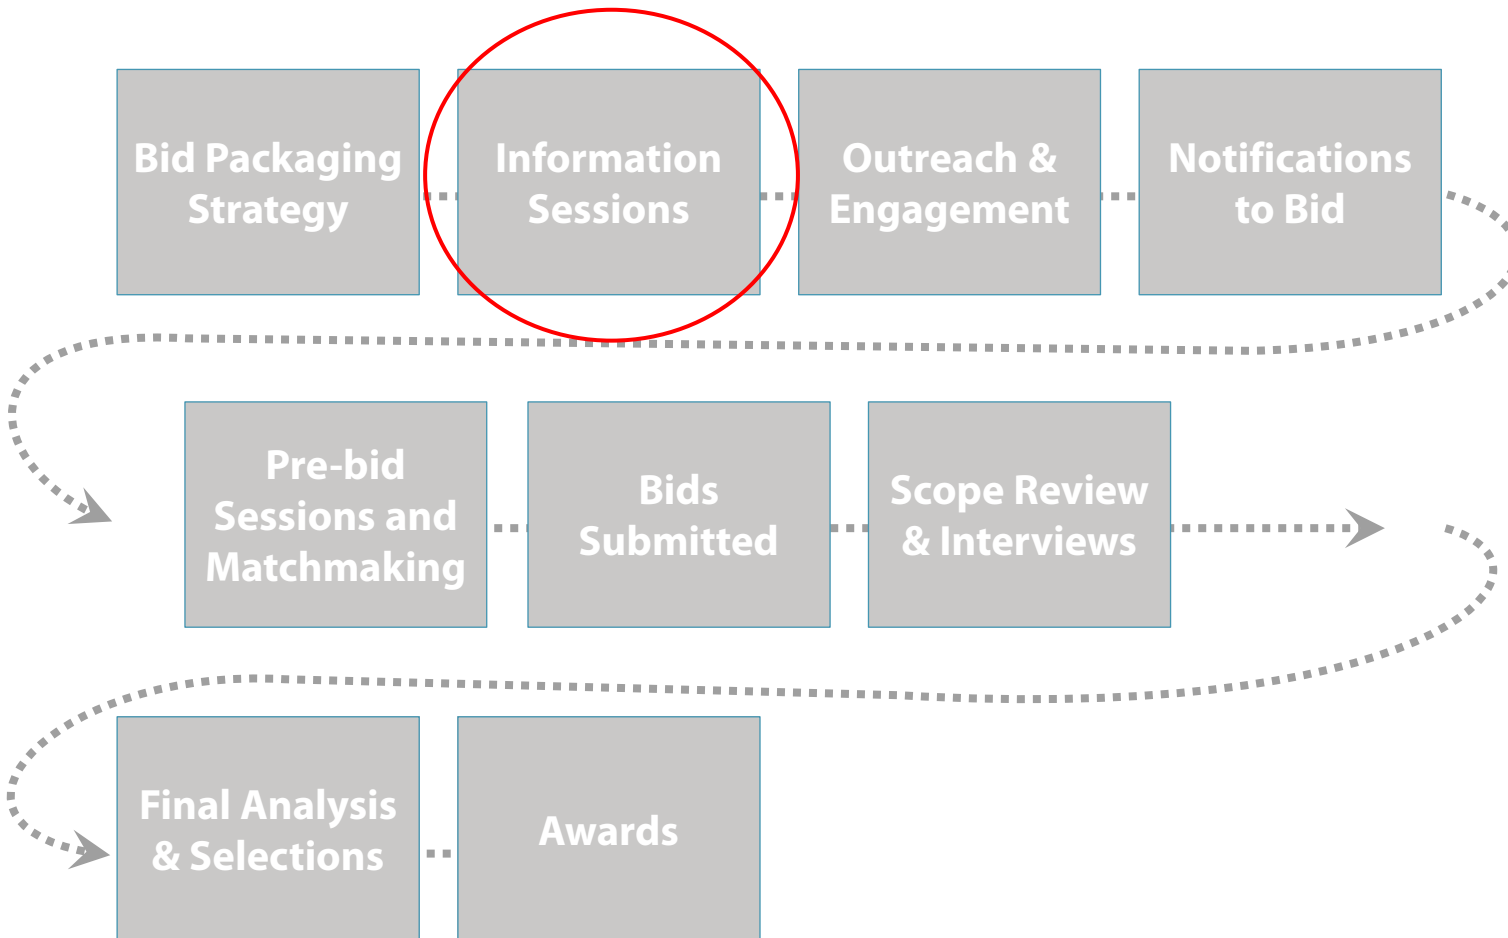 Bid Packaging
Strategy
Information
Sessions
Outreach &
Engagement
Notifications
to Bid
Pre-bid
Sessions and
Matchmaking
Bids
Submitted
Scope Review
& Interviews
Final Analysis
& Selections
Awards